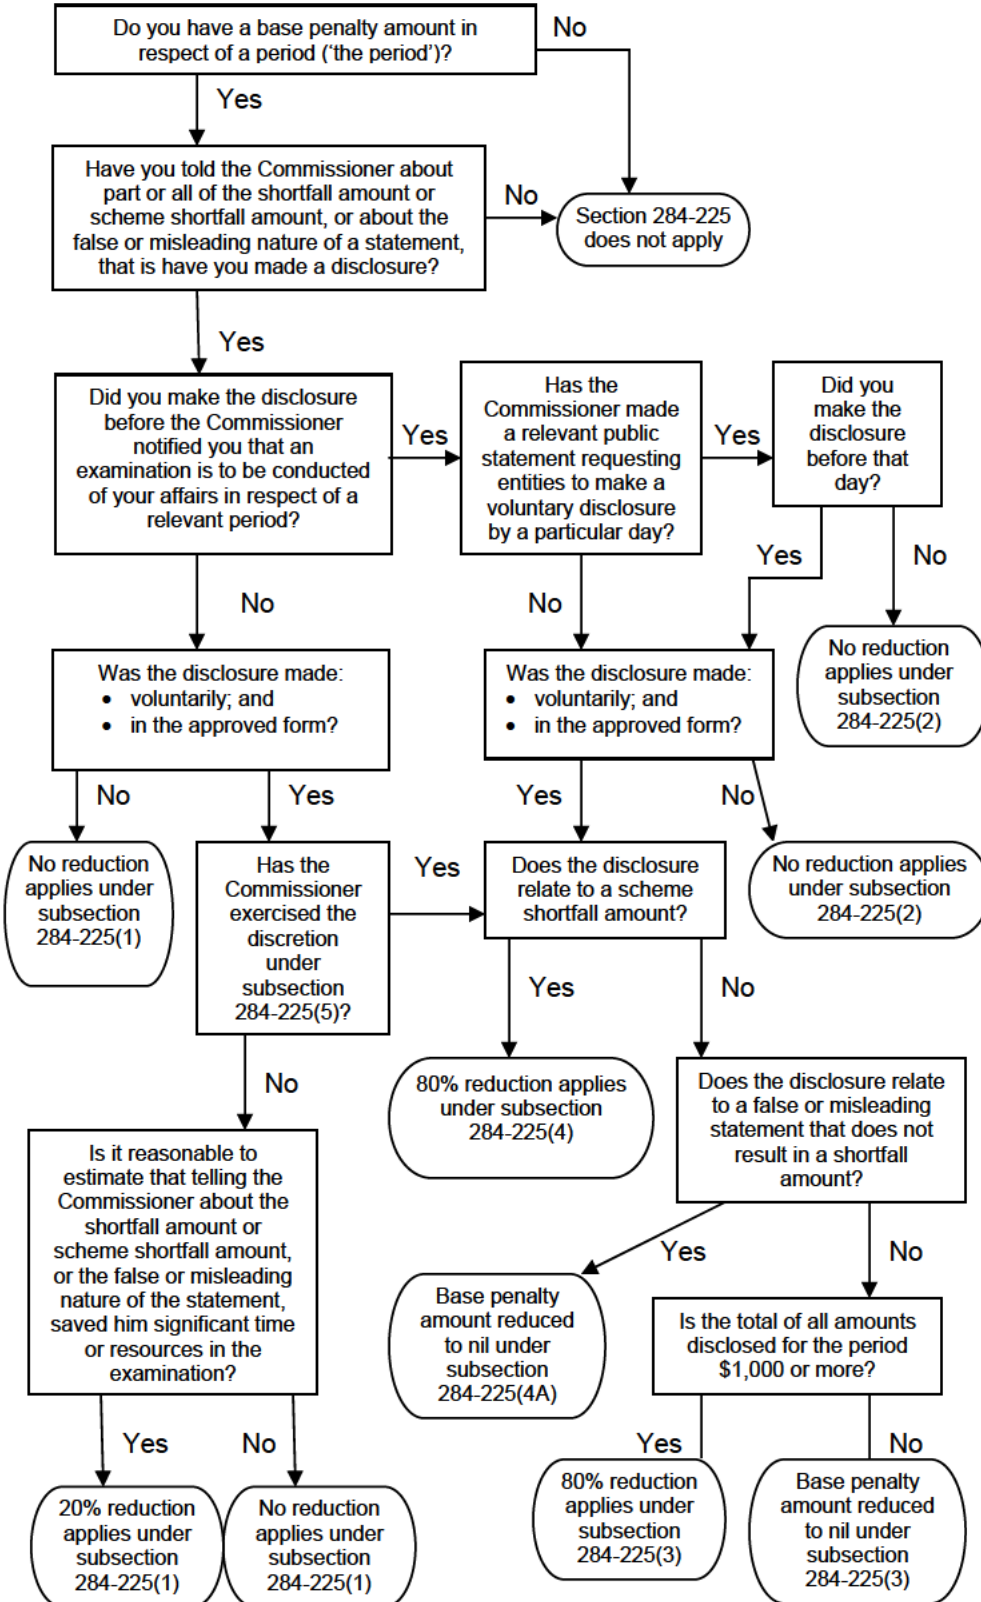 Do you have a base penalty amount in
respect of a period (‘the period’)?
No
Yes
Have you told the Commissioner about
part or all of the shortfall amount or
scheme shortfall amount, or about the
false or misleading nature of a statement,
that is have you made a disclosure?
No
Section 284-225
does not apply
Yes
Did you make the disclosure
before the Commissioner
notified you that an
examination is to be conducted
of your affairs in respect of a
relevant period?
Yes
Has the
Commissioner made
a relevant public
statement requesting
entities to make a
voluntary disclosure
by a particular day?
Yes
Did you
make the
disclosure
before that
day?
Yes
No
No
No
No reduction
applies under
subsection
284-225(2)
Was the disclosure made:
• voluntarily; and
• in the approved form?
Was the disclosure made:
• voluntarily; and
• in the approved form?
No
Yes
Yes
No
No reduction
applies under
subsection
284-225(1)
Has the
Commissioner
exercised the
discretion
under
subsection
284-225(5)?
Yes
Does the disclosure
relate to a scheme
shortfall amount?
No reduction applies
under subsection
284-225(2)
Yes
No
No
80% reduction applies
under subsection
284-225(4)
Does the disclosure relate
to a false or misleading
statement that does not
result in a shortfall
amount?
Is it reasonable to
estimate that telling the
Commissioner about the
shortfall amount or
scheme shortfall amount,
or the false or misleading
nature of the statement,
saved him significant time
or resources in the
examination?
Yes
No
Base penalty
amount reduced
to nil under
subsection
284-225(4A)
Is the total of all amounts
disclosed for the period
$1,000 or more?
Yes
No
Yes
No
20% reduction
applies under
subsection
284-225(1)
No reduction
applies under
subsection
284-225(1)
80% reduction
applies under
subsection
284-225(3)
Base penalty
amount reduced
to nil under
subsection
284-225(3)